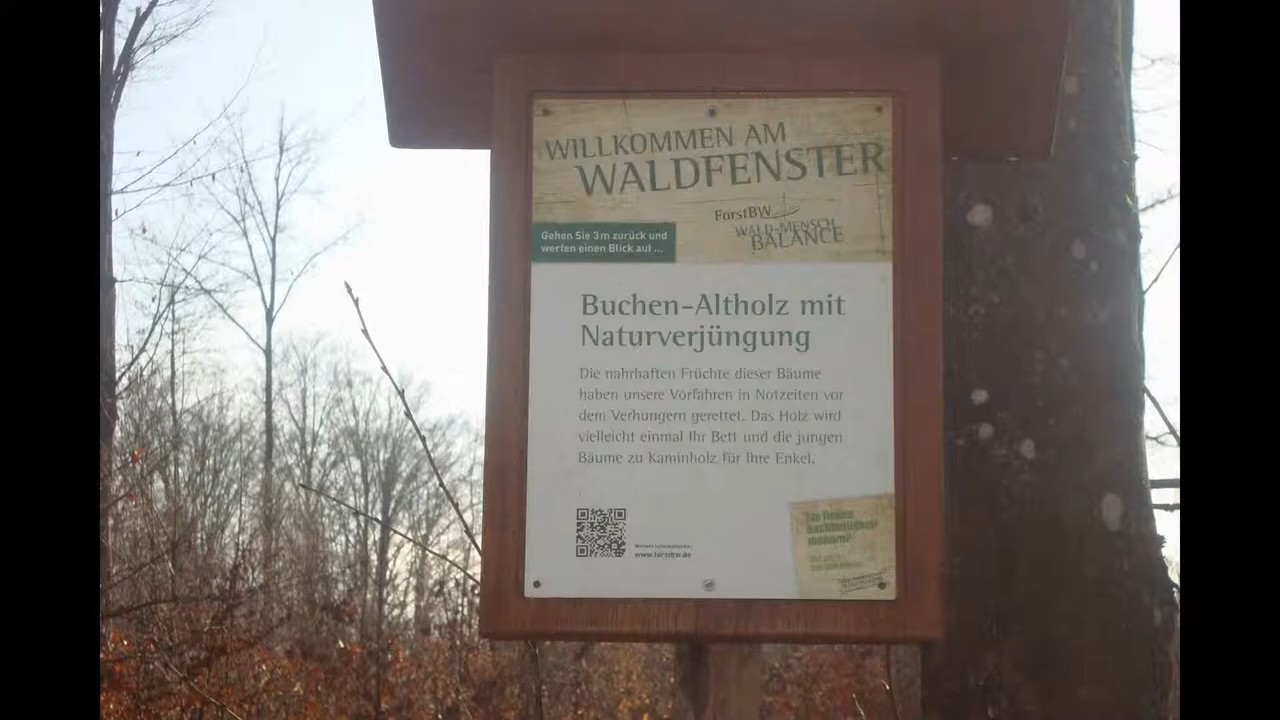 WILLKOMMEN AM
WALDFENSTER
ForstBW
WALD-MENSCH
BALANCE
Gehen Sie 3m zurück und
werfen einen Blick auf ...
Buchen-Altholz mit
Naturverjüngung
Die nahrhaften Früchte dieser Bäume
haben unsere Vorfahren in Notzeiten vor
dem Verhungern gerettet. Das Holz wird
vielleicht einmal Ihr Bett und die jungen
Bäume zu Kaminholz für Ihre Enkel.
Weitere Informationen:
www.forstbw.de